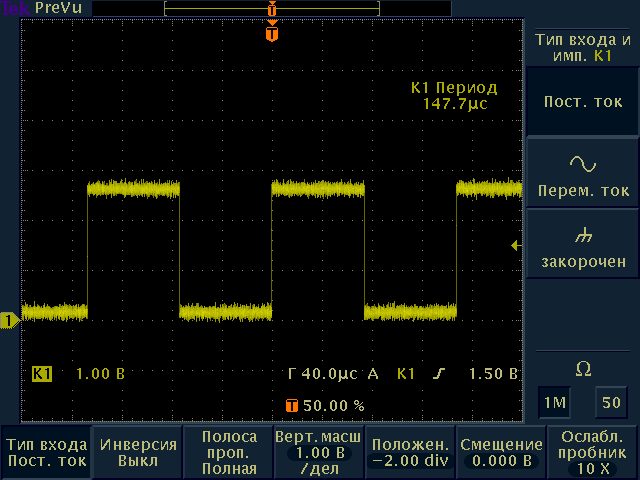 Tek PreVu
T
T
Тип входа и
имп. K1
K1 Период
147.7µс
Пост. ток
Перем. ток
закорочен
1
K1 1.00 В Г 40.0µс А K1 1.50 В
T 50.00 %
Ω
1M 50
Тип входа
Пост. ток
Инверсия
Выкл
Полоса
проп.
Полная
Верт.масш
1.00 В
/дел
Положен.
−2.00 div
Смещение
0.000 В
Ослабл.
пробник
10 X